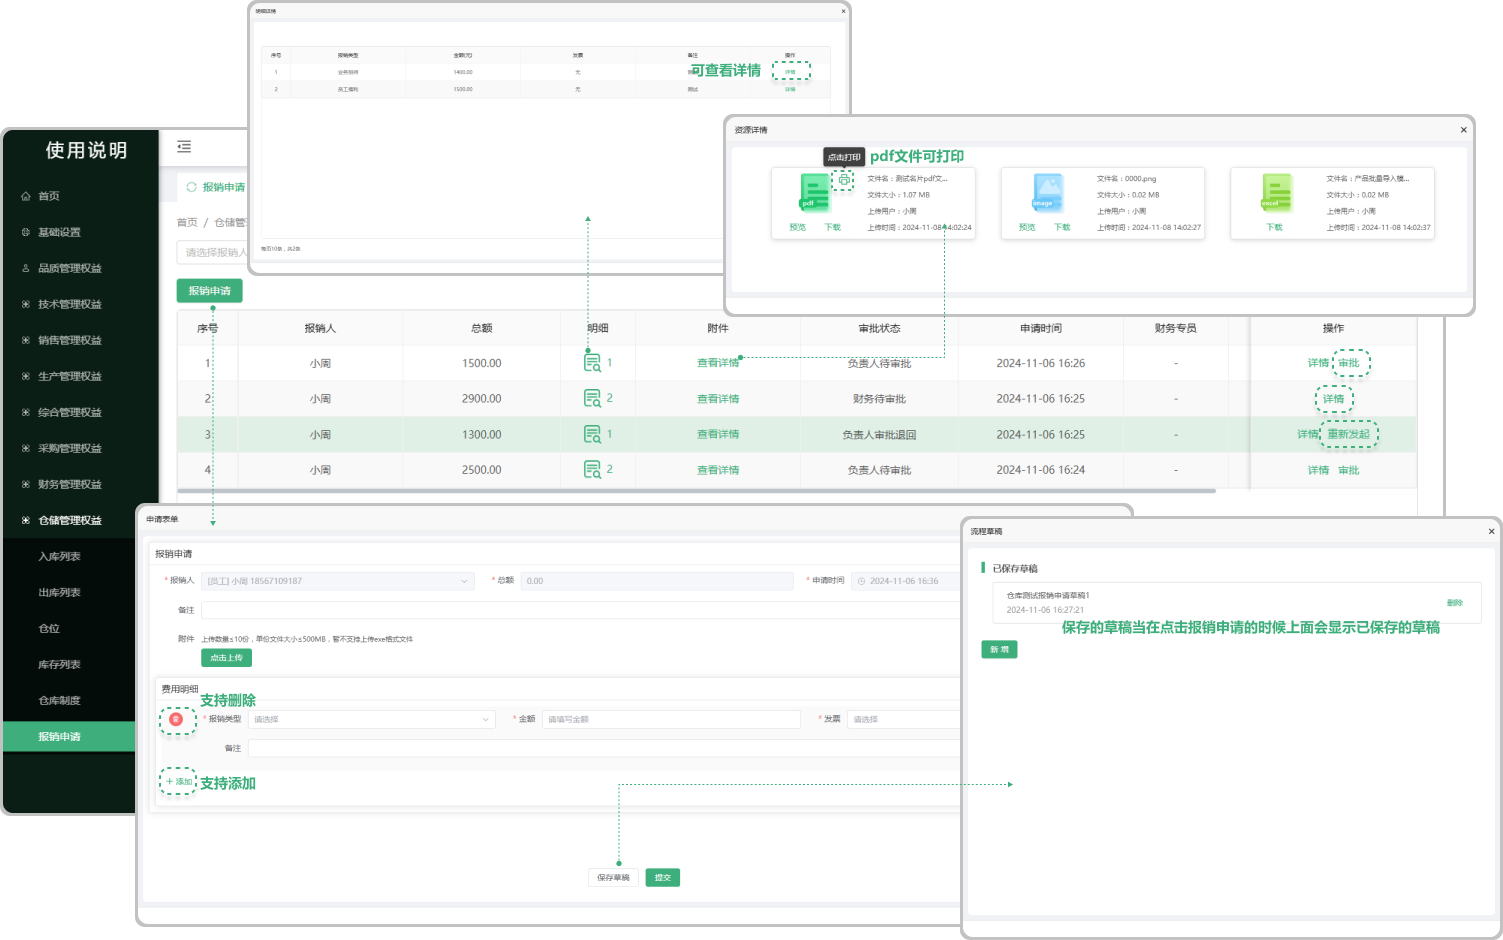 明细详情
×
序号 报销类型 金额(元) 发票 备注 操作
1 业务招待 1400.00 无 详情
可查看详情
2 员工福利 1500.00 无 测试 详情
每页10条，共2条
资源详情
×
点击打印
pdf文件可打印
pdf
文件名：测试名片pdf文...
文件大小：1.07 MB
上传用户：小周
预览 下载 上传时间：2024-11-08 14:02:24
image
文件名：0000.png
文件大小：0.02 MB
上传用户：小周
预览 下载 上传时间：2024-11-08 14:02:27
excel
文件名：产品批量导入模...
文件大小：0.02 MB
上传用户：小周
下载 上传时间：2024-11-08 14:02:37
使用说明
首页
基础设置
品质管理权益
技术管理权益
销售管理权益
生产管理权益
综合管理权益
采购管理权益
财务管理权益
仓储管理权益
入库列表
出库列表
仓位
库存列表
仓库制度
报销申请
报销申请
首页 / 仓储管
请选择报销人
报销申请
序号 报销人 总额 明细 附件 审批状态 申请时间 财务专员 操作
1 小周 1500.00 1 查看详情 负责人待审批 2024-11-06 16:26 - 详情 审批
2 小周 2900.00 2 查看详情 财务待审批 2024-11-06 16:25 - 详情
3 小周 1300.00 1 查看详情 负责人审批退回 2024-11-06 16:25 - 详情 重新发起
4 小周 2500.00 2 查看详情 负责人待审批 2024-11-06 16:24 - 详情 审批
申请表单
报销申请
* 报销人 [员工] 小周 18567109187 * 总额 0.00 * 申请时间 2024-11-06 16:36
备注
附件 上传数量≤10份，单份文件大小≤500MB，暂不支持上传exe格式文件
点击上传
费用明细
支持删除
* 报销类型 请选择 * 金额 请填写金额 * 发票 请选择
备注
+ 添加
支持添加
保存草稿 提交
流程草稿
×
已保存草稿
仓库测试报销申请草稿1
2024-11-06 16:27:21
删除
保存的草稿当在点击报销申请的时候上面会显示已保存的草稿
新 增